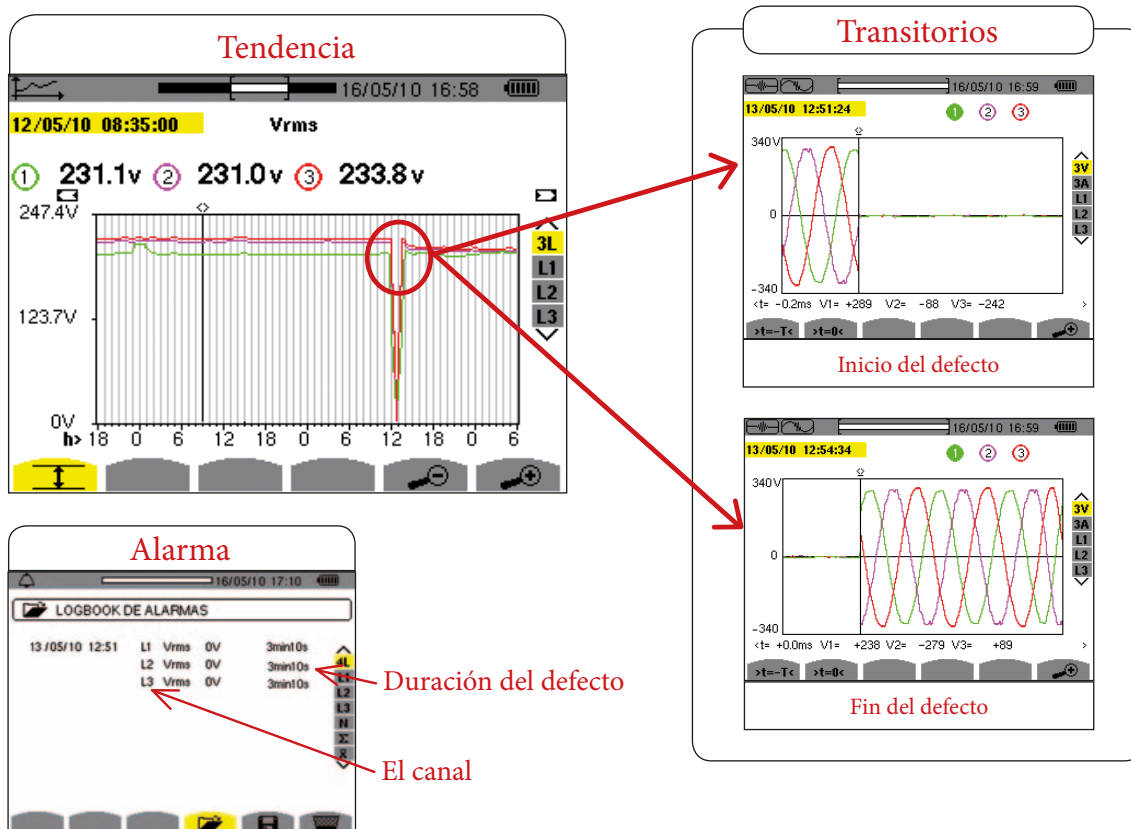 Tendencia
16/05/10 16:58
12/05/10 08:35:00 Vrms
1 231.1v 2 231.0v 3 233.8v
247.4V
3L
L1
L2
L3
123.7V
0V
h> 18 0 6 12 18 0 6 12 18 0 6
Transitorios
16/05/10 16:59
13/05/10 12:51:24 1 2 3
340V
3V
3A
L1
L2
L3
0
-340
<t= -0.2ms V1= +289 V2= -88 V3= -242 >
>t=-T< >t=0<
Inicio del defecto
16/05/10 16:59
13/05/10 12:54:34 1 2 3
340V
3V
3A
L1
L2
L3
0
-340
<t= +0.0ms V1= +238 V2= -279 V3= +89 >
>t=-T< >t=0<
Fin del defecto
Alarma
16/05/10 17:10
LOGBOOK DE ALARMAS
13/05/10 12:51 L1 Vrms 0V 3min10s
L2 Vrms 0V 3min10s
L3 Vrms 0V 3min10s
4L
L1
L2
L3
N
Σ
Duración del defecto
El canal